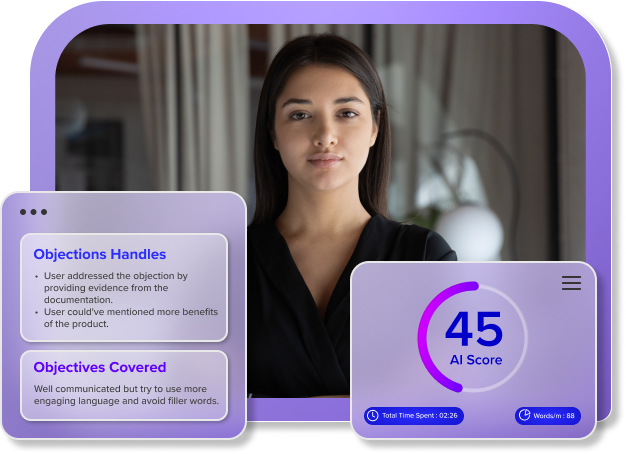 Objections Handles
• User addressed the objection by
providing evidence from the
documentation.
• User could've mentioned more benefits
of the product.
Objectives Covered
Well communicated but try to use more
engaging language and avoid filler words.
45
AI Score
Total Time Spent : 02:26
Words/m : 88